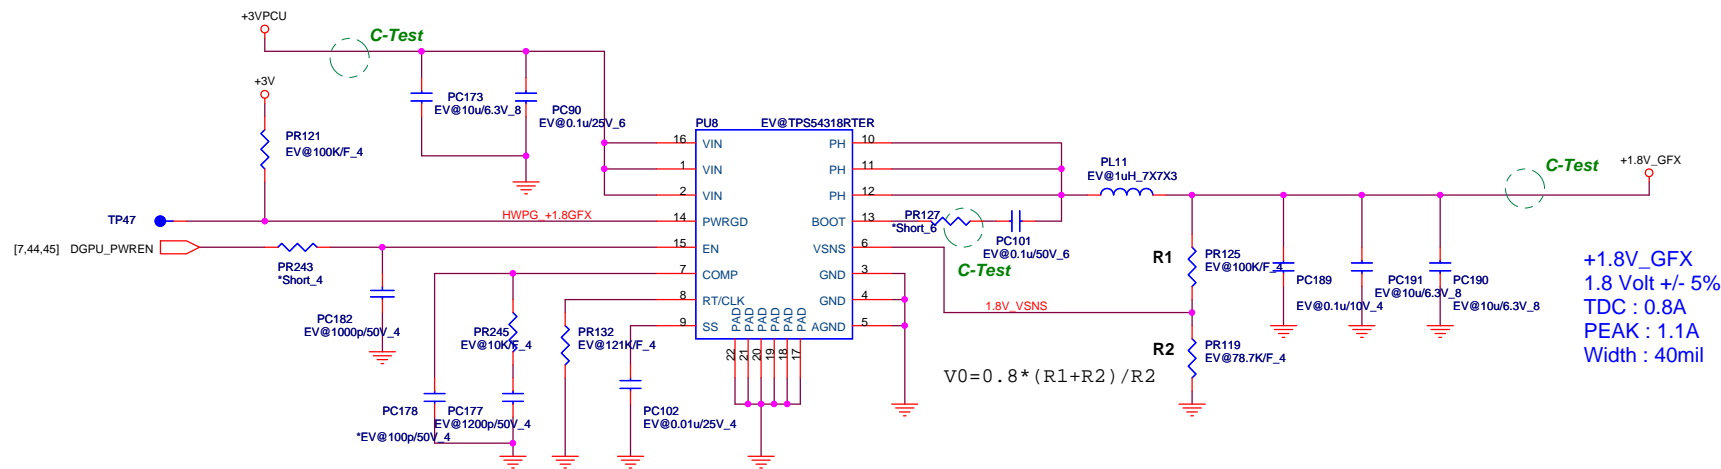 +3VPCU
C-Test
+3V
PC173
EV@10u/6.3V_8
PC90
EV@0.1u/25V_6
PR121
EV@100K/F_4
PU8
EV@TPS54318RTER
16 VIN
1 VIN
2 VIN
14 PWRGD
15 EN
7 COMP
8 RT/CLK
9 SS
PH 10
PH 11
PH 12
BOOT 13
VSNS 6
GND 3
GND 4
AGND 5
PAD PAD PAD PAD PAD PAD
22 21 20 19 18 17
TP47
HWPG_+1.8GFX
[7,44,45] DGPU_PWREN
PR243
*Short_4
PC182
EV@1000p/50V_4
PR245
EV@10K/F_4
PR132
EV@121K/F_4
PC178
*EV@100p/50V_4
PC177
EV@1200p/50V_4
PC102
EV@0.01u/25V_4
PL11
EV@1uH_7X7X3
PR127
*Short_6
PC101
EV@0.1u/50V_6
C-Test
1.8V_VSNS
C-Test
+1.8V_GFX
R1
PR125
EV@100K/F_4
R2
PR119
EV@78.7K/F_4
PC189
EV@0.1u/10V_4
PC191
EV@10u/6.3V_8
PC190
EV@10u/6.3V_8
V0=0.8*(R1+R2)/R2
+1.8V_GFX
1.8 Volt +/- 5%
TDC : 0.8A
PEAK : 1.1A
Width : 40mil